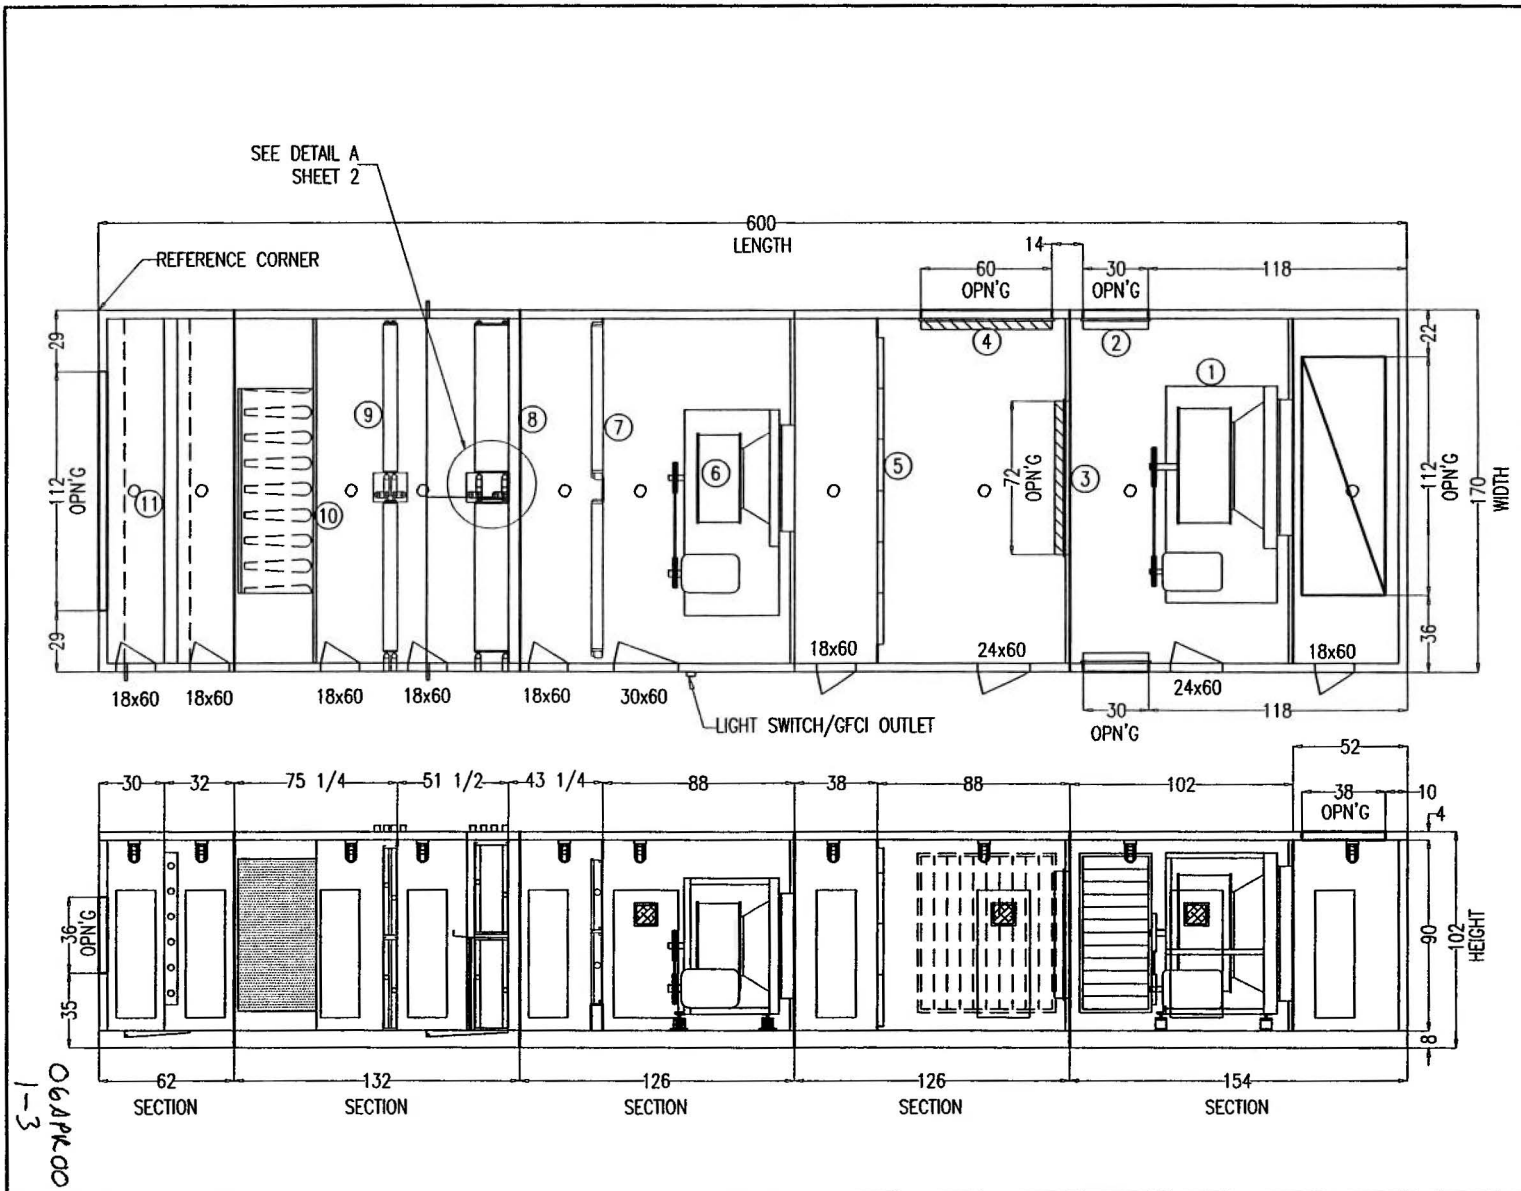 SEE DETAIL A
SHEET 2
600
LENGTH
REFERENCE CORNER
14
60
OPN'G
30
OPN'G
118
29
112
OPN'G
29
4
2
1
9
8
7
6
5
3
72
OPN'G
11
10
22
112
OPN'G
36
170
WIDTH
18x60
24x60
18x60
18x60
18x60
18x60
18x60
18x60
30x60
24x60
LIGHT SWITCH/GFCI OUTLET
30
OPN'G
118
52
30
32
75 1/4
51 1/2
43 1/4
88
38
88
102
38
OPN'G
10
4
36
OPN'G
35
90
102
HEIGHT
8
62
SECTION
132
SECTION
126
SECTION
126
SECTION
154
SECTION
06APR00
1-3